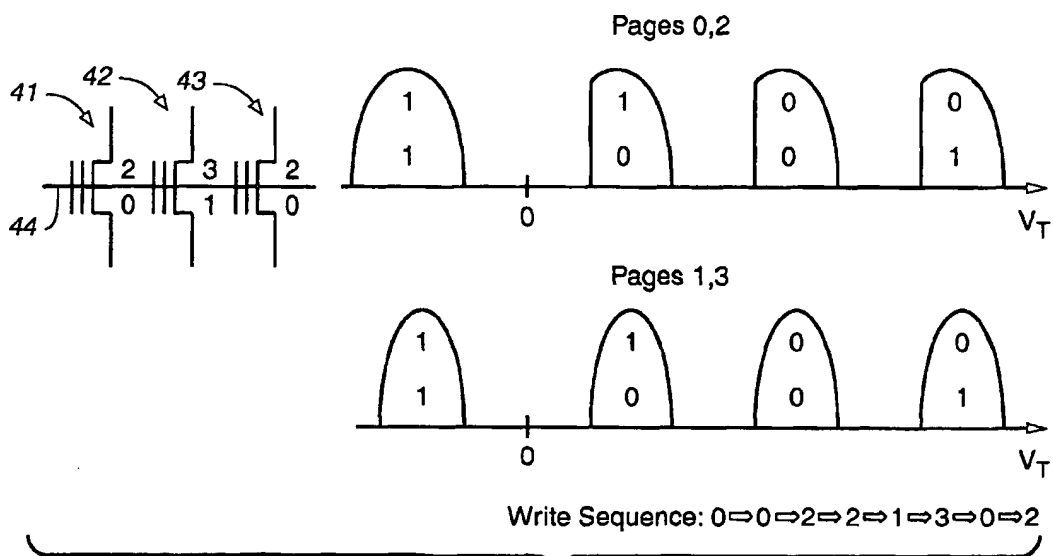 Pages 0,2
41
42
43
44
2 3 2
0 1 0
1 1 0 0
1 0 0 1
0
V_T
Pages 1,3
1 1 0 0
1 0 0 1
0
V_T
Write Sequence: 0⇨0⇨2⇨2⇨1⇨3⇨0⇨2